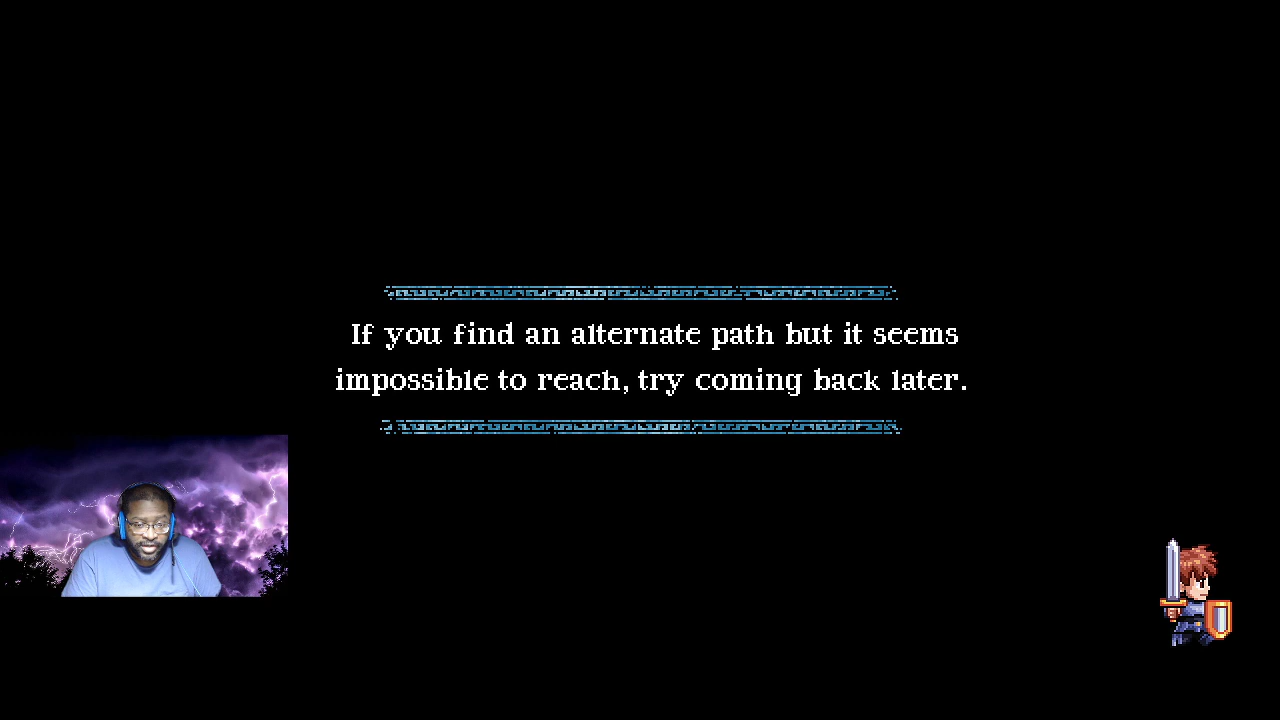 If you find an alternate path but it seems
impossible to reach, try coming back later.